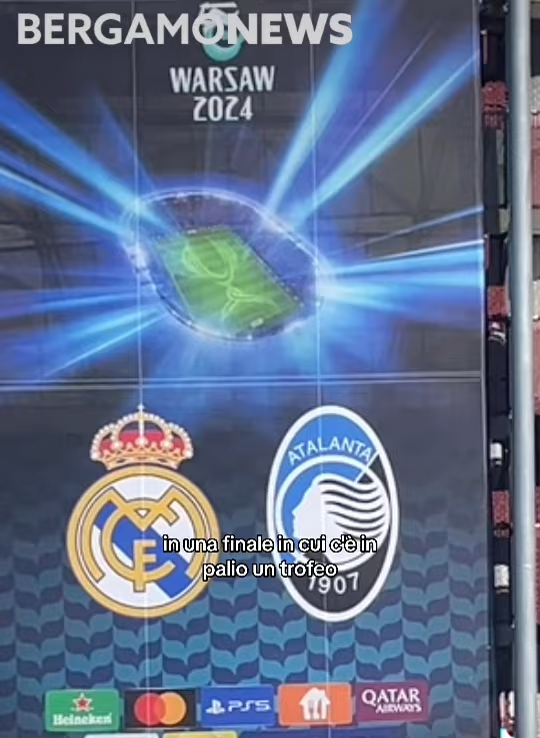 BERGAMONEWS
WARSAW
2024
ATALANTA
in una finale in cui c'è in
palio un trofeo
1907
Heineken
PS5
QATAR
AIRWAYS